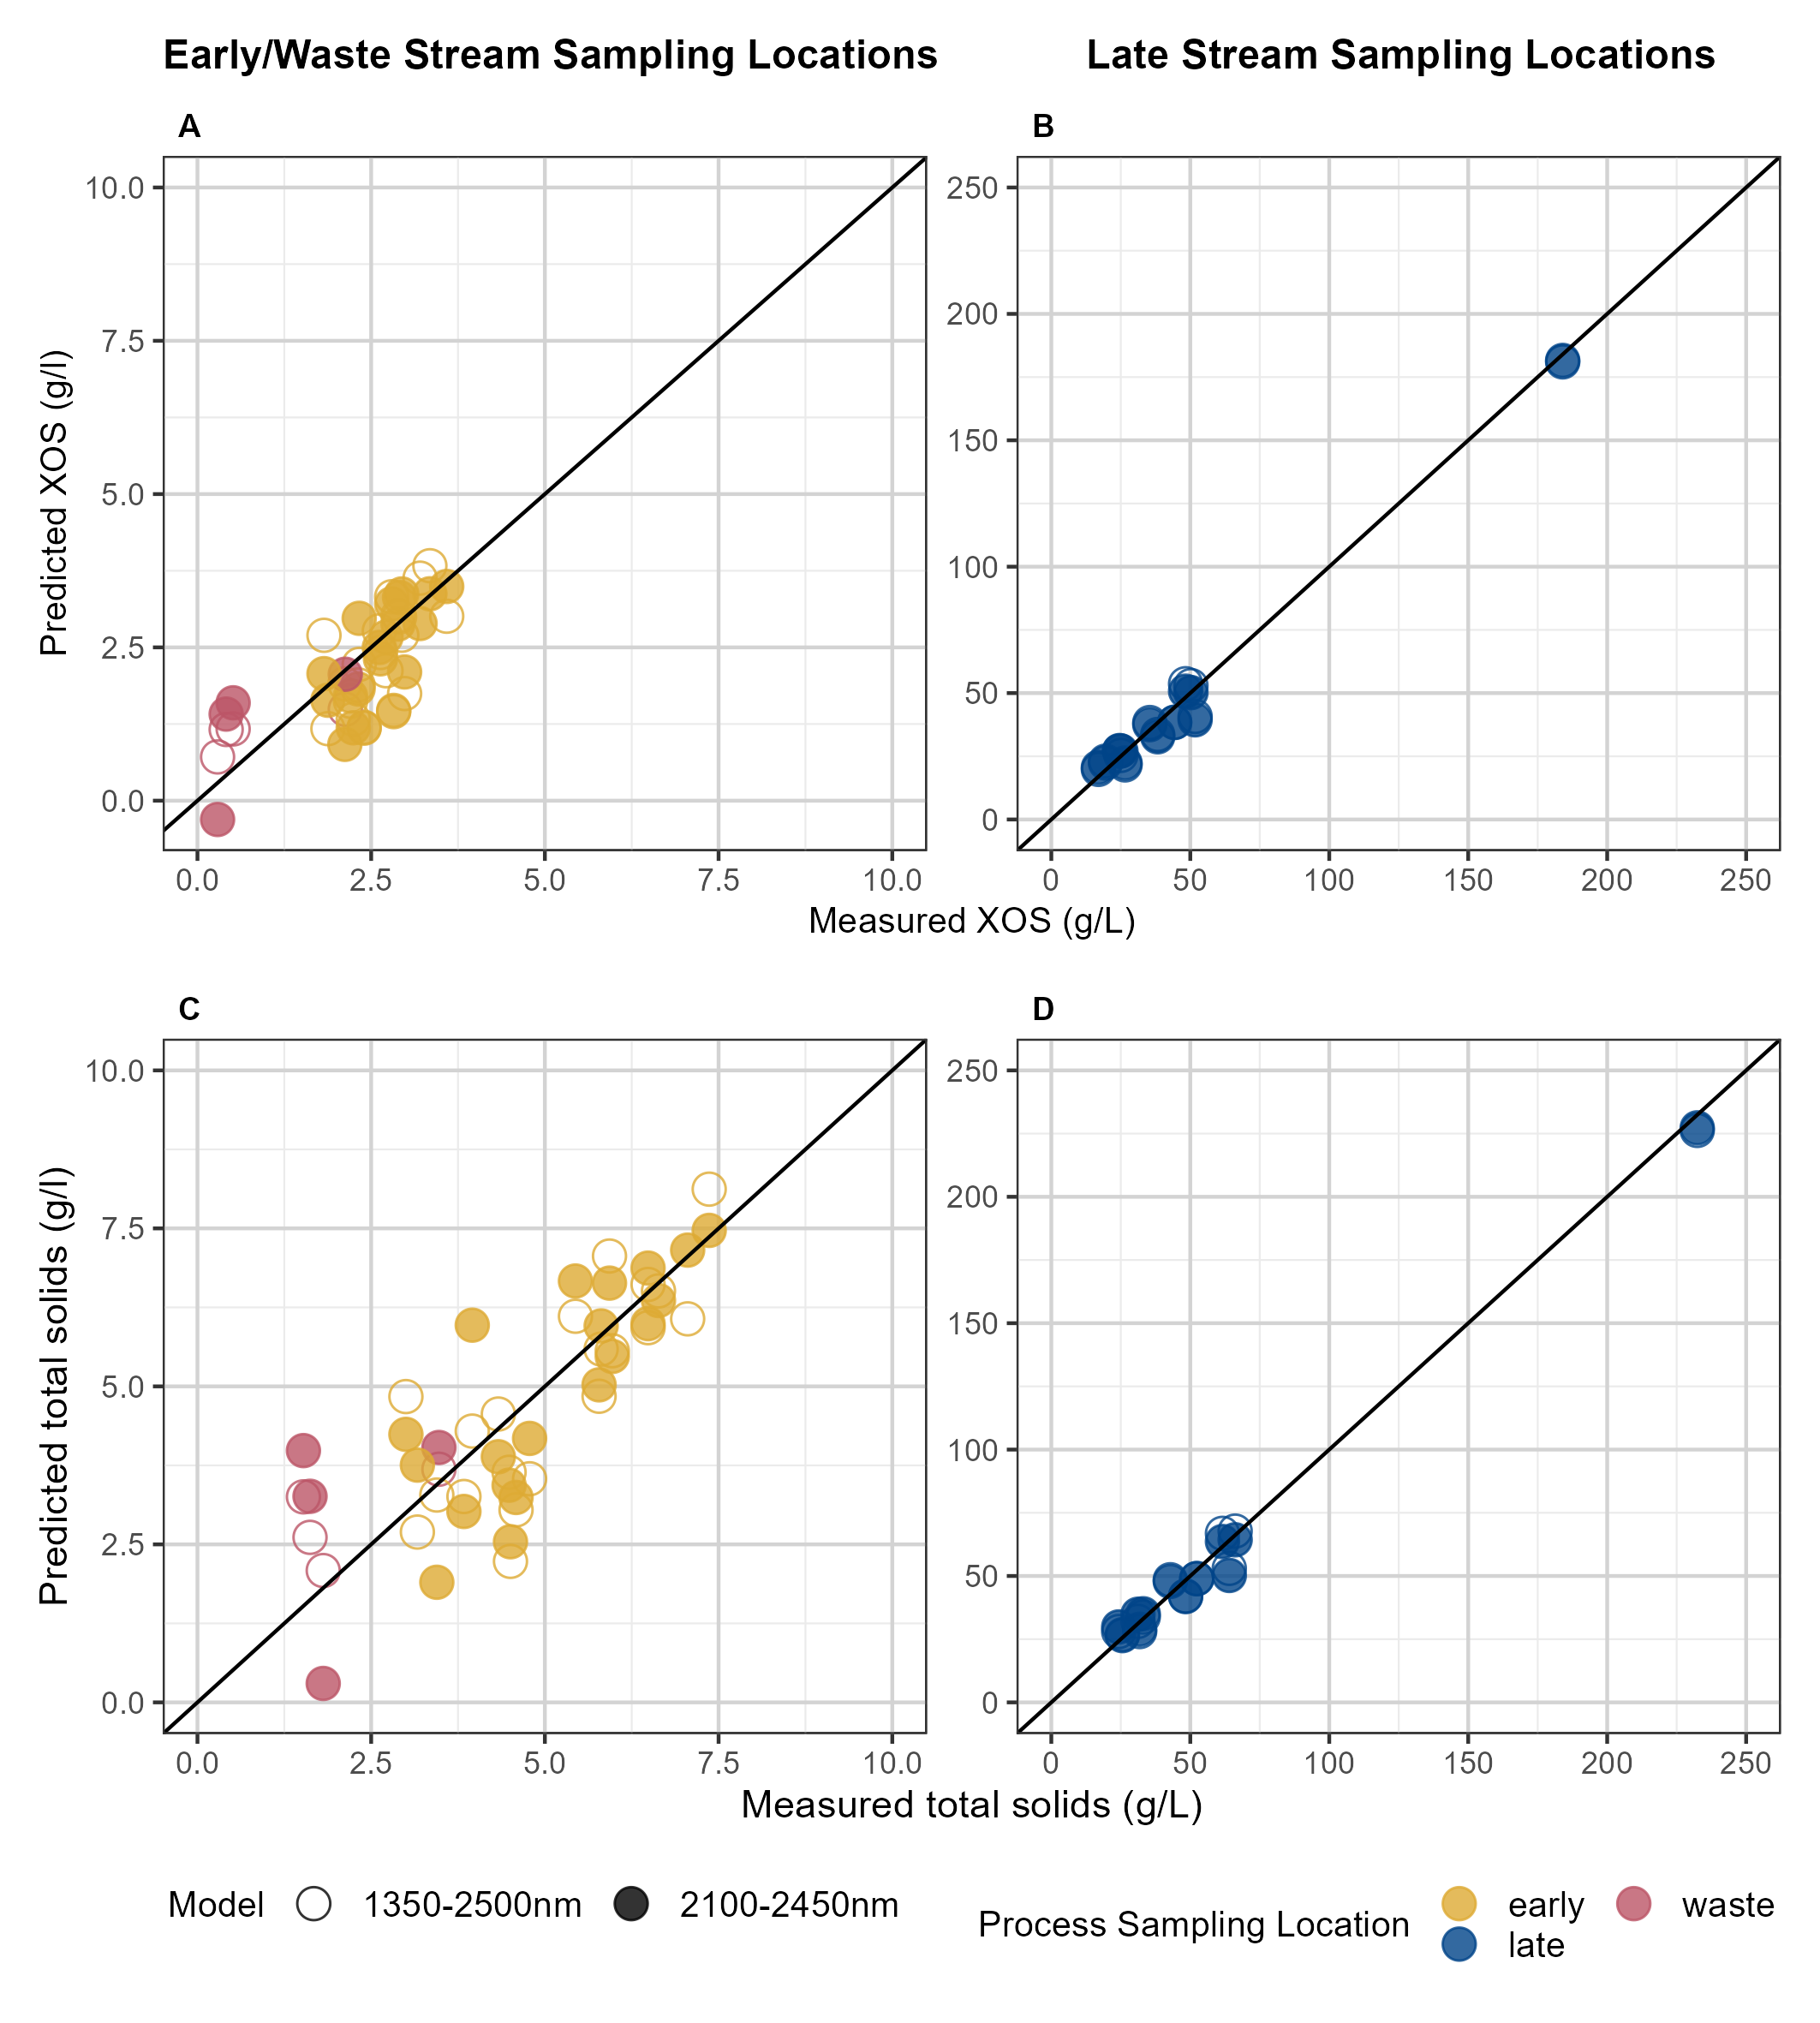 Early/Waste Stream Sampling Locations
Late Stream Sampling Locations
A
B
Predicted XOS (g/l)
10.0
7.5
5.0
2.5
0.0
250
200
150
100
50
0
0.0 2.5 5.0 7.5 10.0
0 50 100 150 200 250
Measured XOS (g/L)
C
D
Predicted total solids (g/l)
10.0
7.5
5.0
2.5
0.0
250
200
150
100
50
0
0.0 2.5 5.0 7.5 10.0
0 50 100 150 200 250
Measured total solids (g/L)
Model 1350-2500nm 2100-2450nm
Process Sampling Location
early waste
late